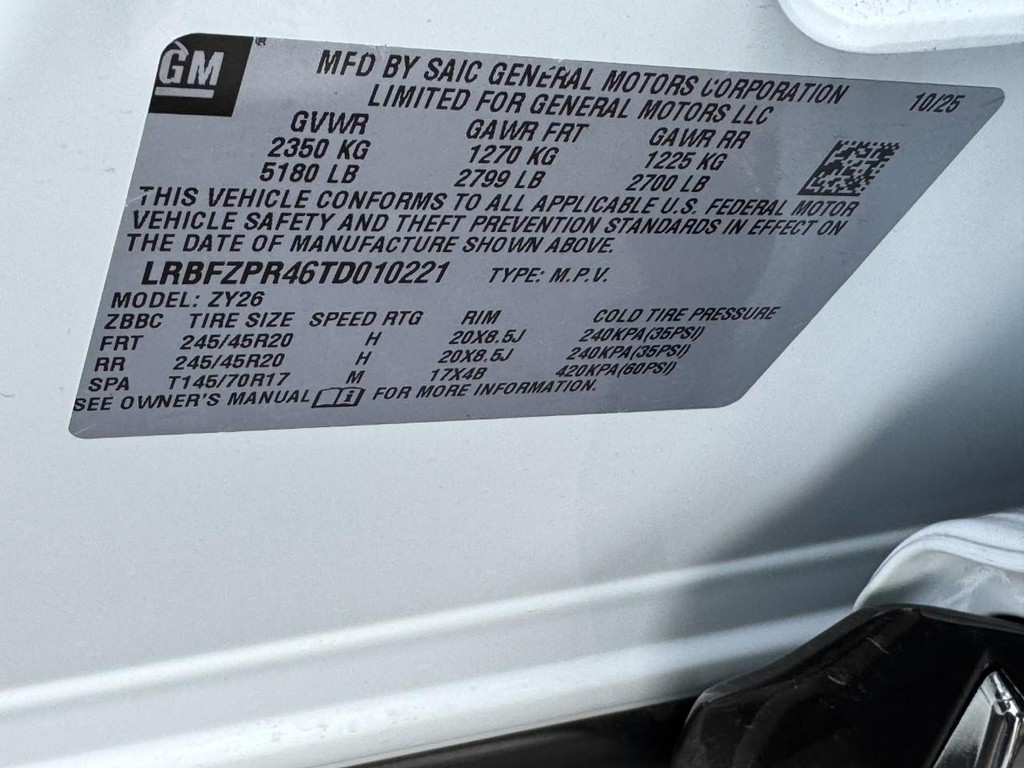 GM ®
MFD BY SAIC GENERAL MOTORS CORPORATION
LIMITED FOR GENERAL MOTORS LLC
10/25
GVWR GAWR FRT GAWR RR
2350 KG 1270 KG 1225 KG
5180 LB 2799 LB 2700 LB
THIS VEHICLE CONFORMS TO ALL APPLICABLE U.S. FEDERAL MOTOR
VEHICLE SAFETY AND THEFT PREVENTION STANDARDS IN EFFECT ON
THE DATE OF MANUFACTURE SHOWN ABOVE.
LRBFZPR46TD010221 TYPE: M.P.V.
MODEL: ZY26
ZBBC TIRE SIZE SPEED RTG RIM COLD TIRE PRESSURE
FRT 245/45R20 H 20X8.5J 240KPA(35PSI)
RR 245/45R20 H 20X8.5J 240KPA(35PSI)
SPA T145/70R17 M 17X4B 420KPA(60PSI)
SEE OWNER'S MANUAL FOR MORE INFORMATION.